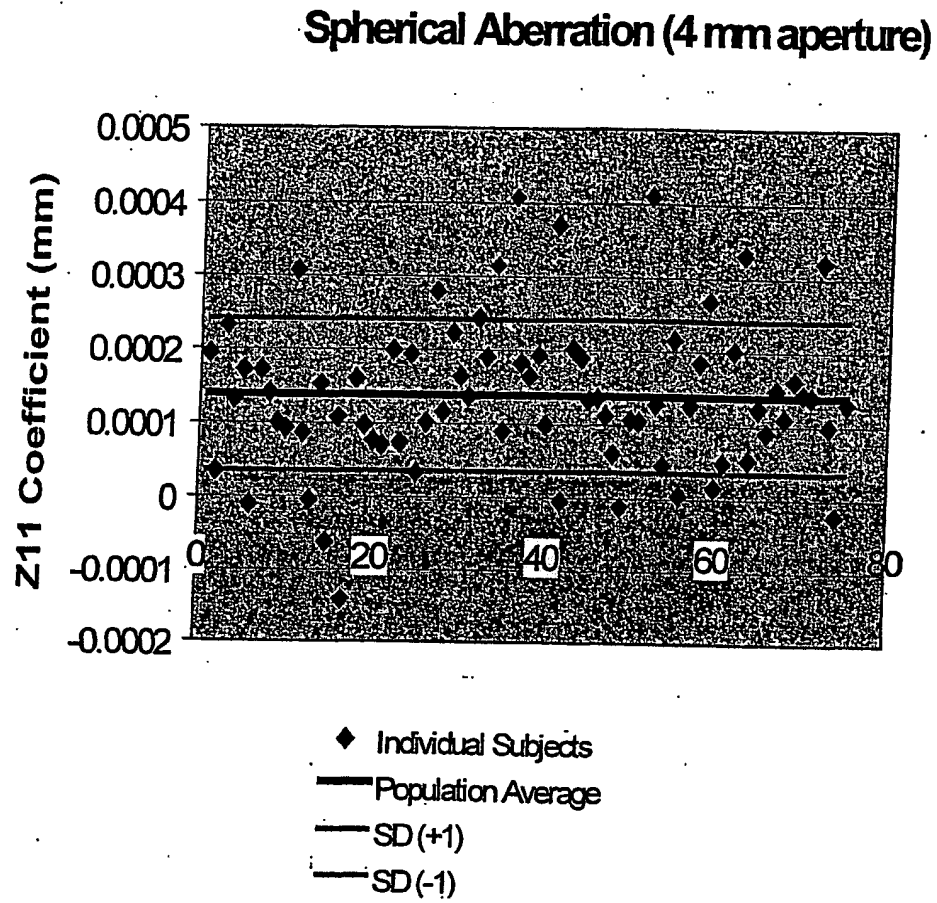 Spherical Aberration (4 mm aperture)
Z11 Coefficient (mm)
0.0005
0.0004
0.0003
0.0002
0.0001
0
-0.0001
-0.0002
0 20 40 60 80
Individual Subjects
Population Average
SD (+1)
SD (-1)